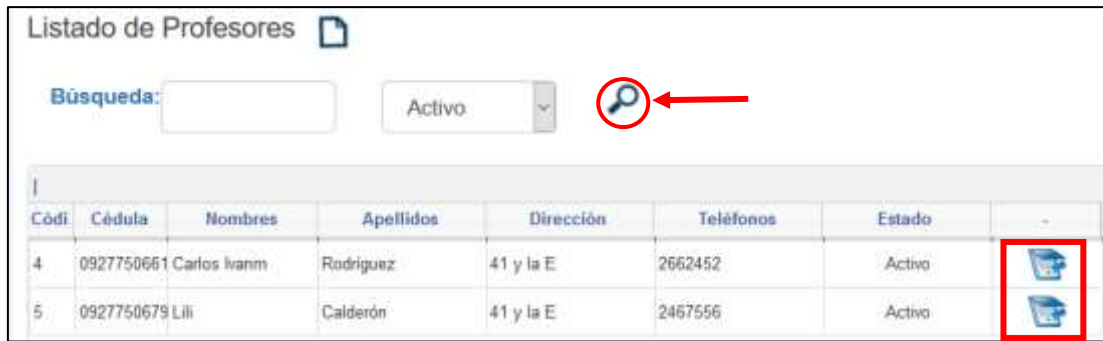 Listado de Profesores
Búsqueda: Activo
Códi Cédula Nombres Apellidos Dirección Teléfonos Estado -
4 0927750661 Carlos Ivanm Rodriguez 41 y la E 2662452 Activo
5 0927750679 Lili Calderón 41 y la E 2467556 Activo